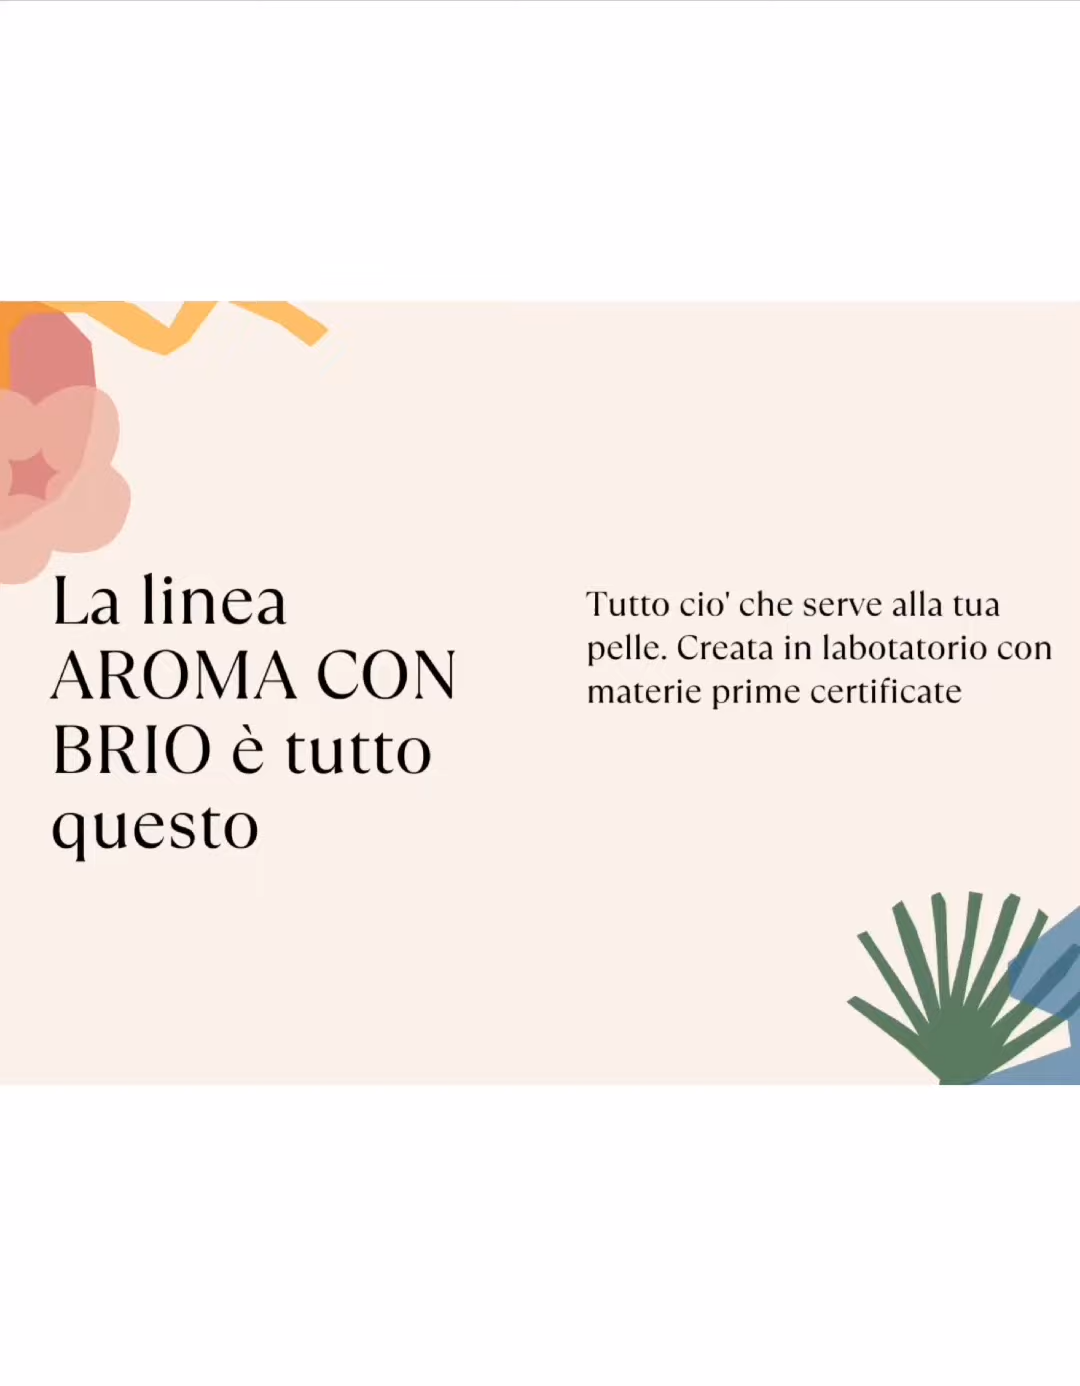 La linea
AROMA CON
BRIO è tutto
questo
Tutto cio' che serve alla tua
pelle. Creata in labotatorio con
materie prime certificate